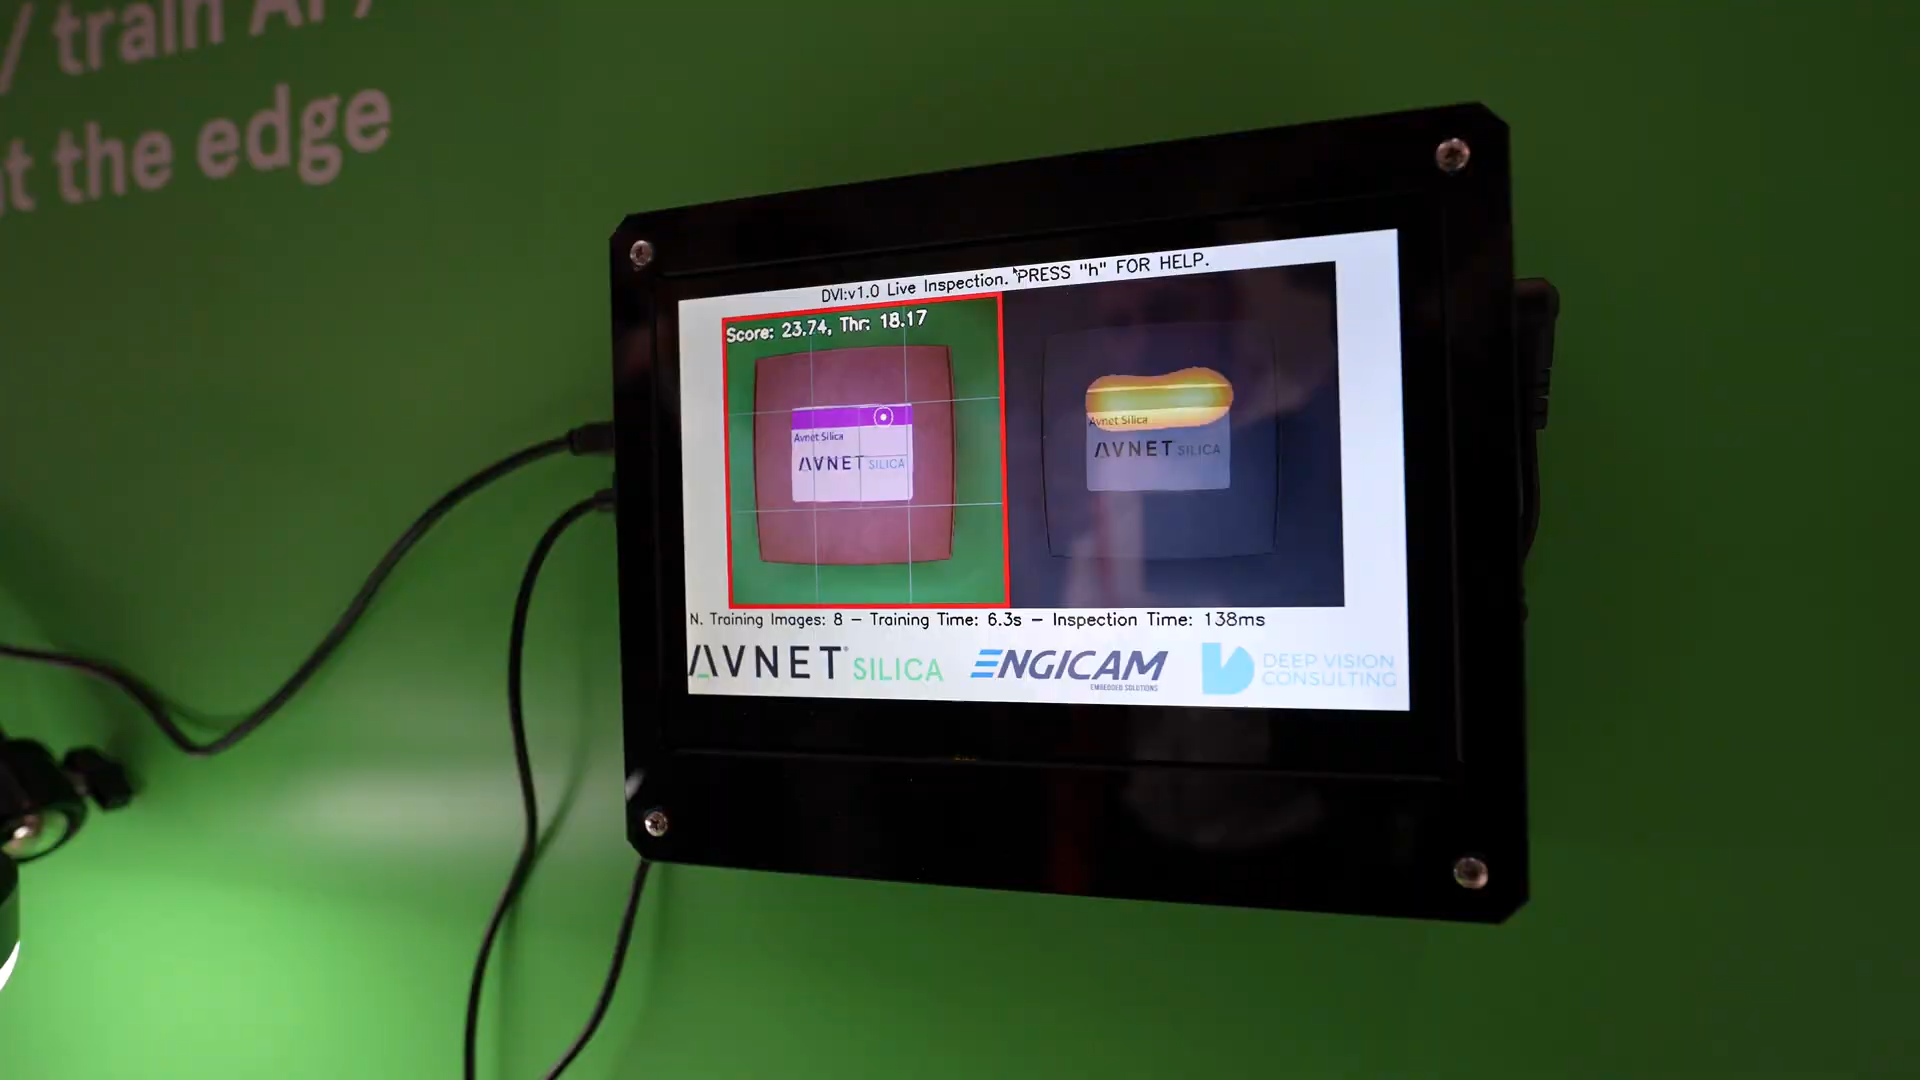 / train AI /
at the edge
DVI:v1.0 Live Inspection. PRESS "h" FOR HELP.
Score: 23.74, Thr: 18.17
Avnet Silica
AVNET SILICA
Avnet Silica
AVNET SILICA
N. Training Images: 8 – Training Time: 6.3s – Inspection Time: 138ms
AVNET SILICA
ENGICAM
EMBEDDED SOLUTIONS
DEEP VISION
CONSULTING